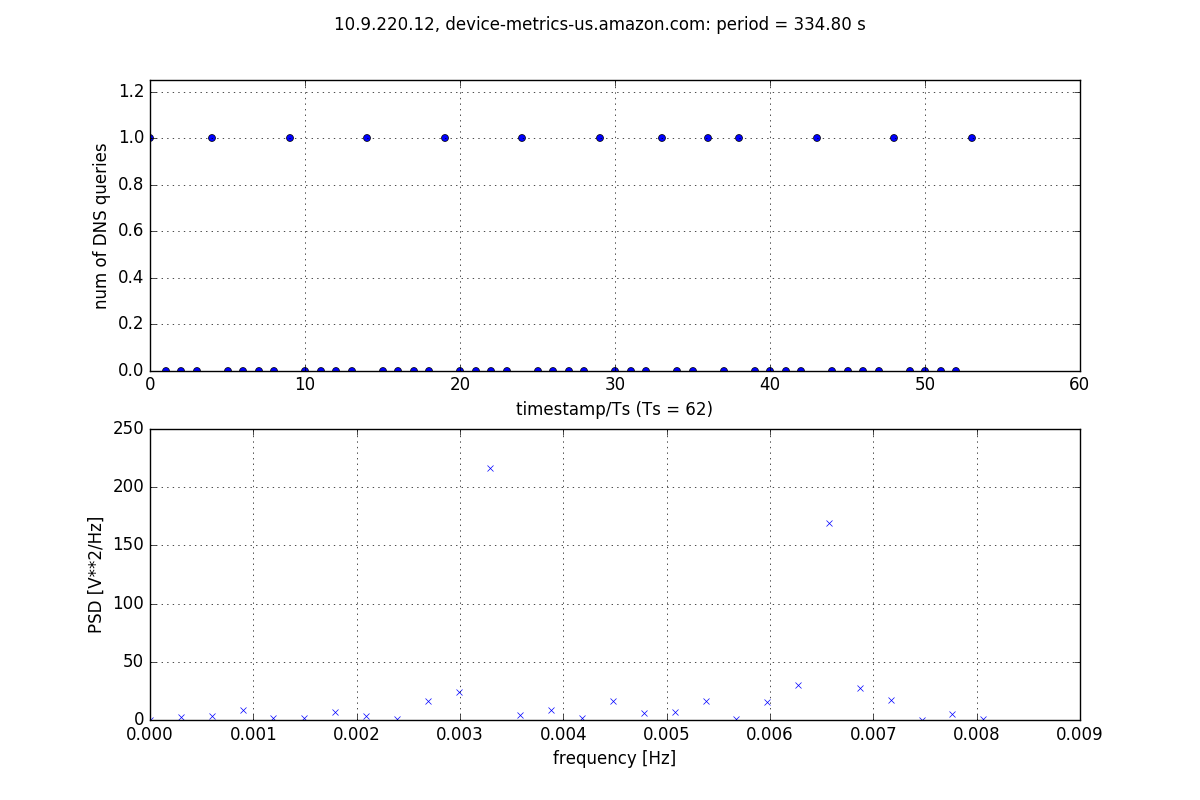 10.9.220.12, device-metrics-us.amazon.com: period = 334.80 s
1.2
1.0
0.8
0.6
0.4
0.2
0.0
num of DNS queries
0 10 20 30 40 50 60
timestamp/Ts (Ts = 62)
250
200
150
100
50
0
PSD [V**2/Hz]
0.000 0.001 0.002 0.003 0.004 0.005 0.006 0.007 0.008 0.009
frequency [Hz]